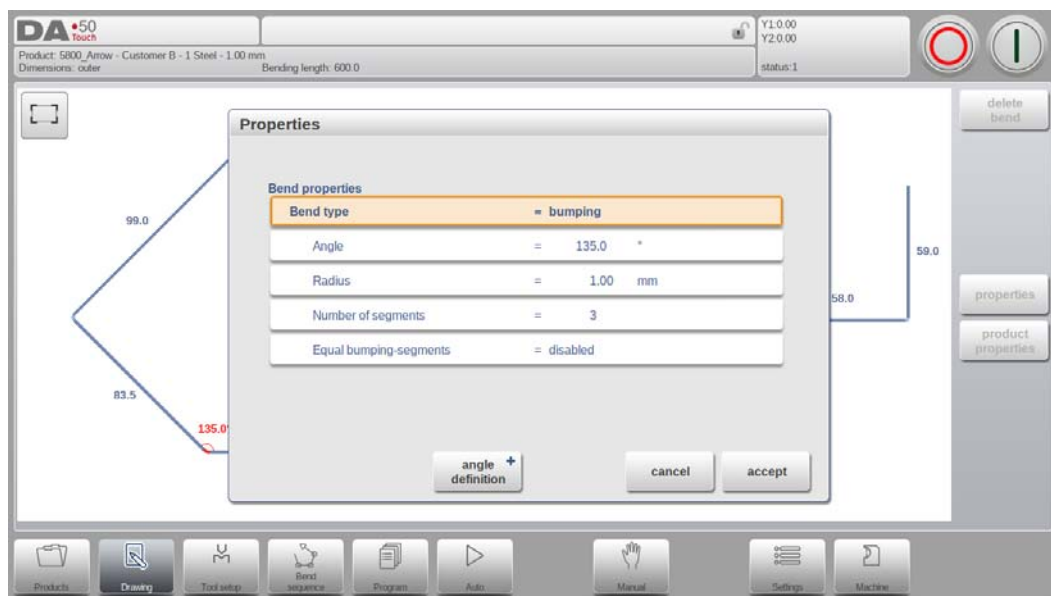 DA•50
Touch
Y1:0.00
Y2:0.00
Product: 5800_Arrow - Customer B - 1 Steel - 1.00 mm
Dimensions: outer Bending length: 600.0 status:1
delete
bend
Properties
Bend properties
Bend type = bumping
Angle = 135.0 °
Radius = 1.00 mm
Number of segments = 3
Equal bumping-segments = disabled
99.0
59.0
58.0
83.5
135.0°
properties
product
properties
angle +
definition
cancel
accept
Products
Drawing
Tool setup
Bend
sequence
Program
Auto
Manual
Settings
Machine